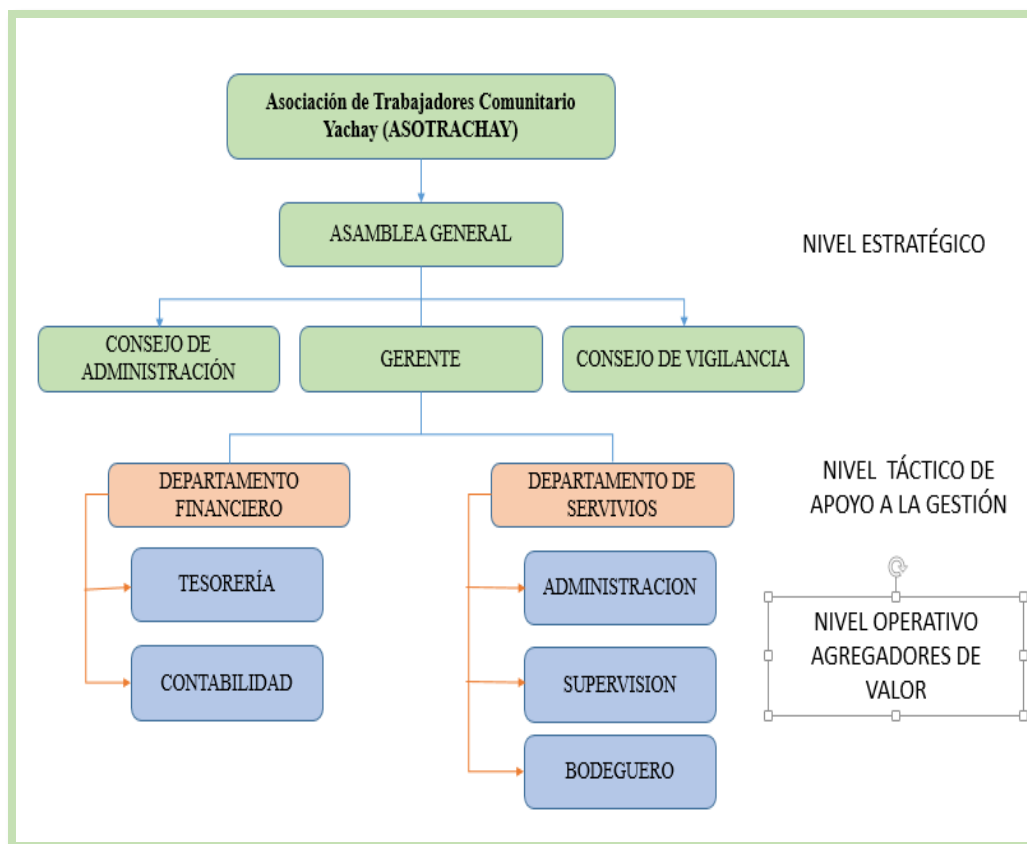 Asociación de Trabajadores Comunitario
Yachay (ASOTRACHAY)
ASAMBLEA GENERAL
NIVEL ESTRATÉGICO
CONSEJO DE
ADMINISTRACIÓN
GERENTE
CONSEJO DE VIGILANCIA
DEPARTAMENTO
FINANCIERO
DEPARTAMENTO DE
SERVIVIOS
NIVEL TÁCTICO DE
APOYO A LA GESTIÓN
TESORERÍA
ADMINISTRACION
NIVEL OPERATIVO
AGREGADORES DE
VALOR
CONTABILIDAD
SUPERVISION
BODEGUERO